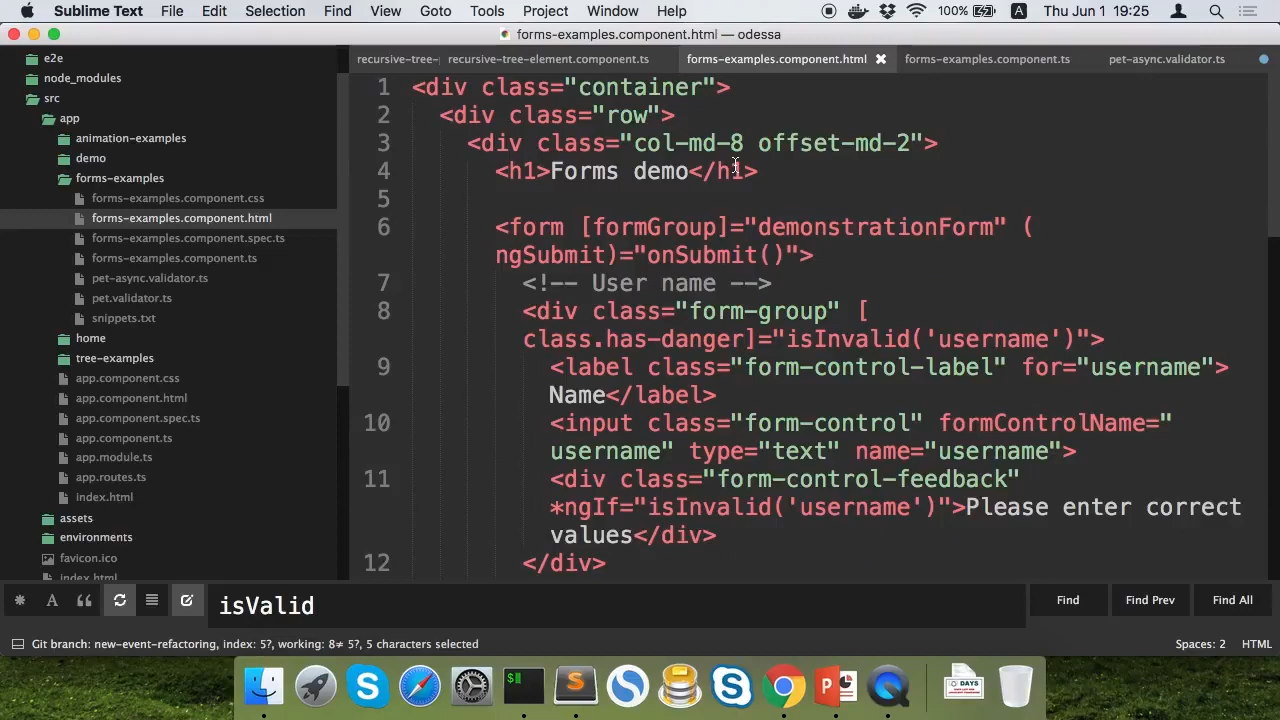 Sublime Text File Edit Selection Find View Goto Tools Project Window Help 100% A Thu Jun 1 19:25
forms-examples.component.html — odessa
recursive-tree- recursive-tree-element.component.ts forms-examples.component.html forms-examples.component.ts pet-async.validator.ts
e2e
node_modules
src
app
animation-examples
demo
forms-examples
forms-examples.component.css
forms-examples.component.html
forms-examples.component.spec.ts
forms-examples.component.ts
pet-async.validator.ts
pet.validator.ts
snippets.txt
home
tree-examples
app.component.css
app.component.html
app.component.spec.ts
app.component.ts
app.module.ts
app.routes.ts
index.html
assets
environments
favicon.ico
index.html
1 <div class="container">
2 <div class="row">
3 <div class="col-md-8 offset-md-2">
4 <h1>Forms demo</h1>
5
6 <form [formGroup]="demonstrationForm" (
ngSubmit)="onSubmit()">
7 <!-- User name -->
8 <div class="form-group" [
class.has-danger]="isInvalid('username')">
9 <label class="form-control-label" for="username">
Name</label>
10 <input class="form-control" formControlName="
username" type="text" name="username">
11 <div class="form-control-feedback"
*ngIf="isInvalid('username')">Please enter correct
values</div>
12 </div>
isValid
Find Find Prev Find All
Git branch: new-event-refactoring, index: 5?, working: 8≠ 5?, 5 characters selected Spaces: 2 HTML